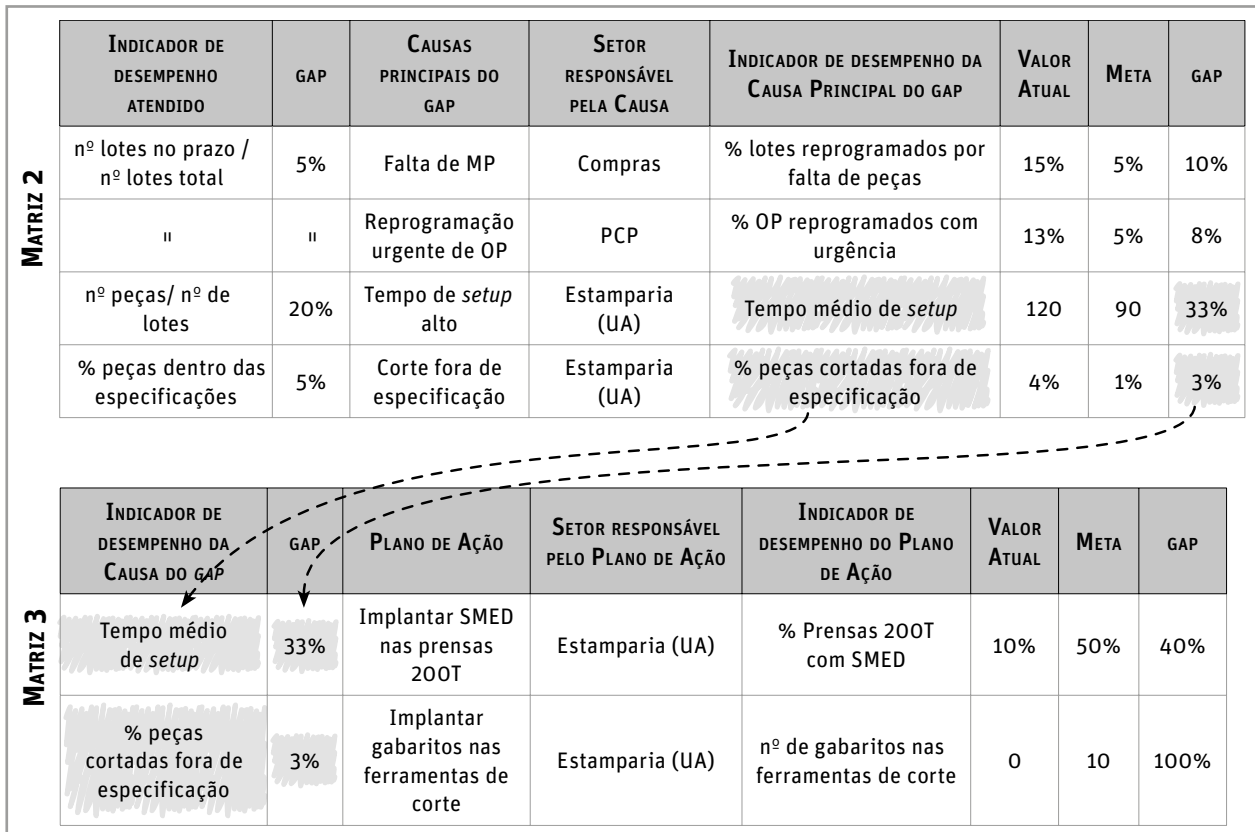 MATRIZ 2
INDICADOR DE
DESEMPENHO
ATENDIDO
GAP
CAUSAS
PRINCIPAIS DO
GAP
SETOR
RESPONSÁVEL
PELA CAUSA
INDICADOR DE DESEMPENHO DA
CAUSA PRINCIPAL DO GAP
VALOR
ATUAL
META
GAP
nº lotes no prazo /
nº lotes total
5%
Falta de MP
Compras
% lotes reprogramados por
falta de peças
15%
5%
10%
"
"
Reprogramação
urgente de OP
PCP
% OP reprogramados com
urgência
13%
5%
8%
nº peças/ nº de
lotes
20%
Tempo de setup
alto
Estamparia
(UA)
Tempo médio de setup
120
90
33%
% peças dentro das
especificações
5%
Corte fora de
especificação
Estamparia
(UA)
% peças cortadas fora de
especificação
4%
1%
3%
MATRIZ 3
INDICADOR DE
DESEMPENHO DA
CAUSA DO GAP
GAP
PLANO DE AÇÃO
SETOR RESPONSÁVEL
PELO PLANO DE AÇÃO
INDICADOR DE
DESEMPENHO DO PLANO
DE AÇÃO
VALOR
ATUAL
META
GAP
Tempo médio
de setup
33%
Implantar SMED
nas prensas
200T
Estamparia (UA)
% Prensas 200T
com SMED
10%
50%
40%
% peças
cortadas fora de
especificação
3%
Implantar
gabaritos nas
ferramentas de
corte
Estamparia (UA)
nº de gabaritos nas
ferramentas de corte
0
10
100%